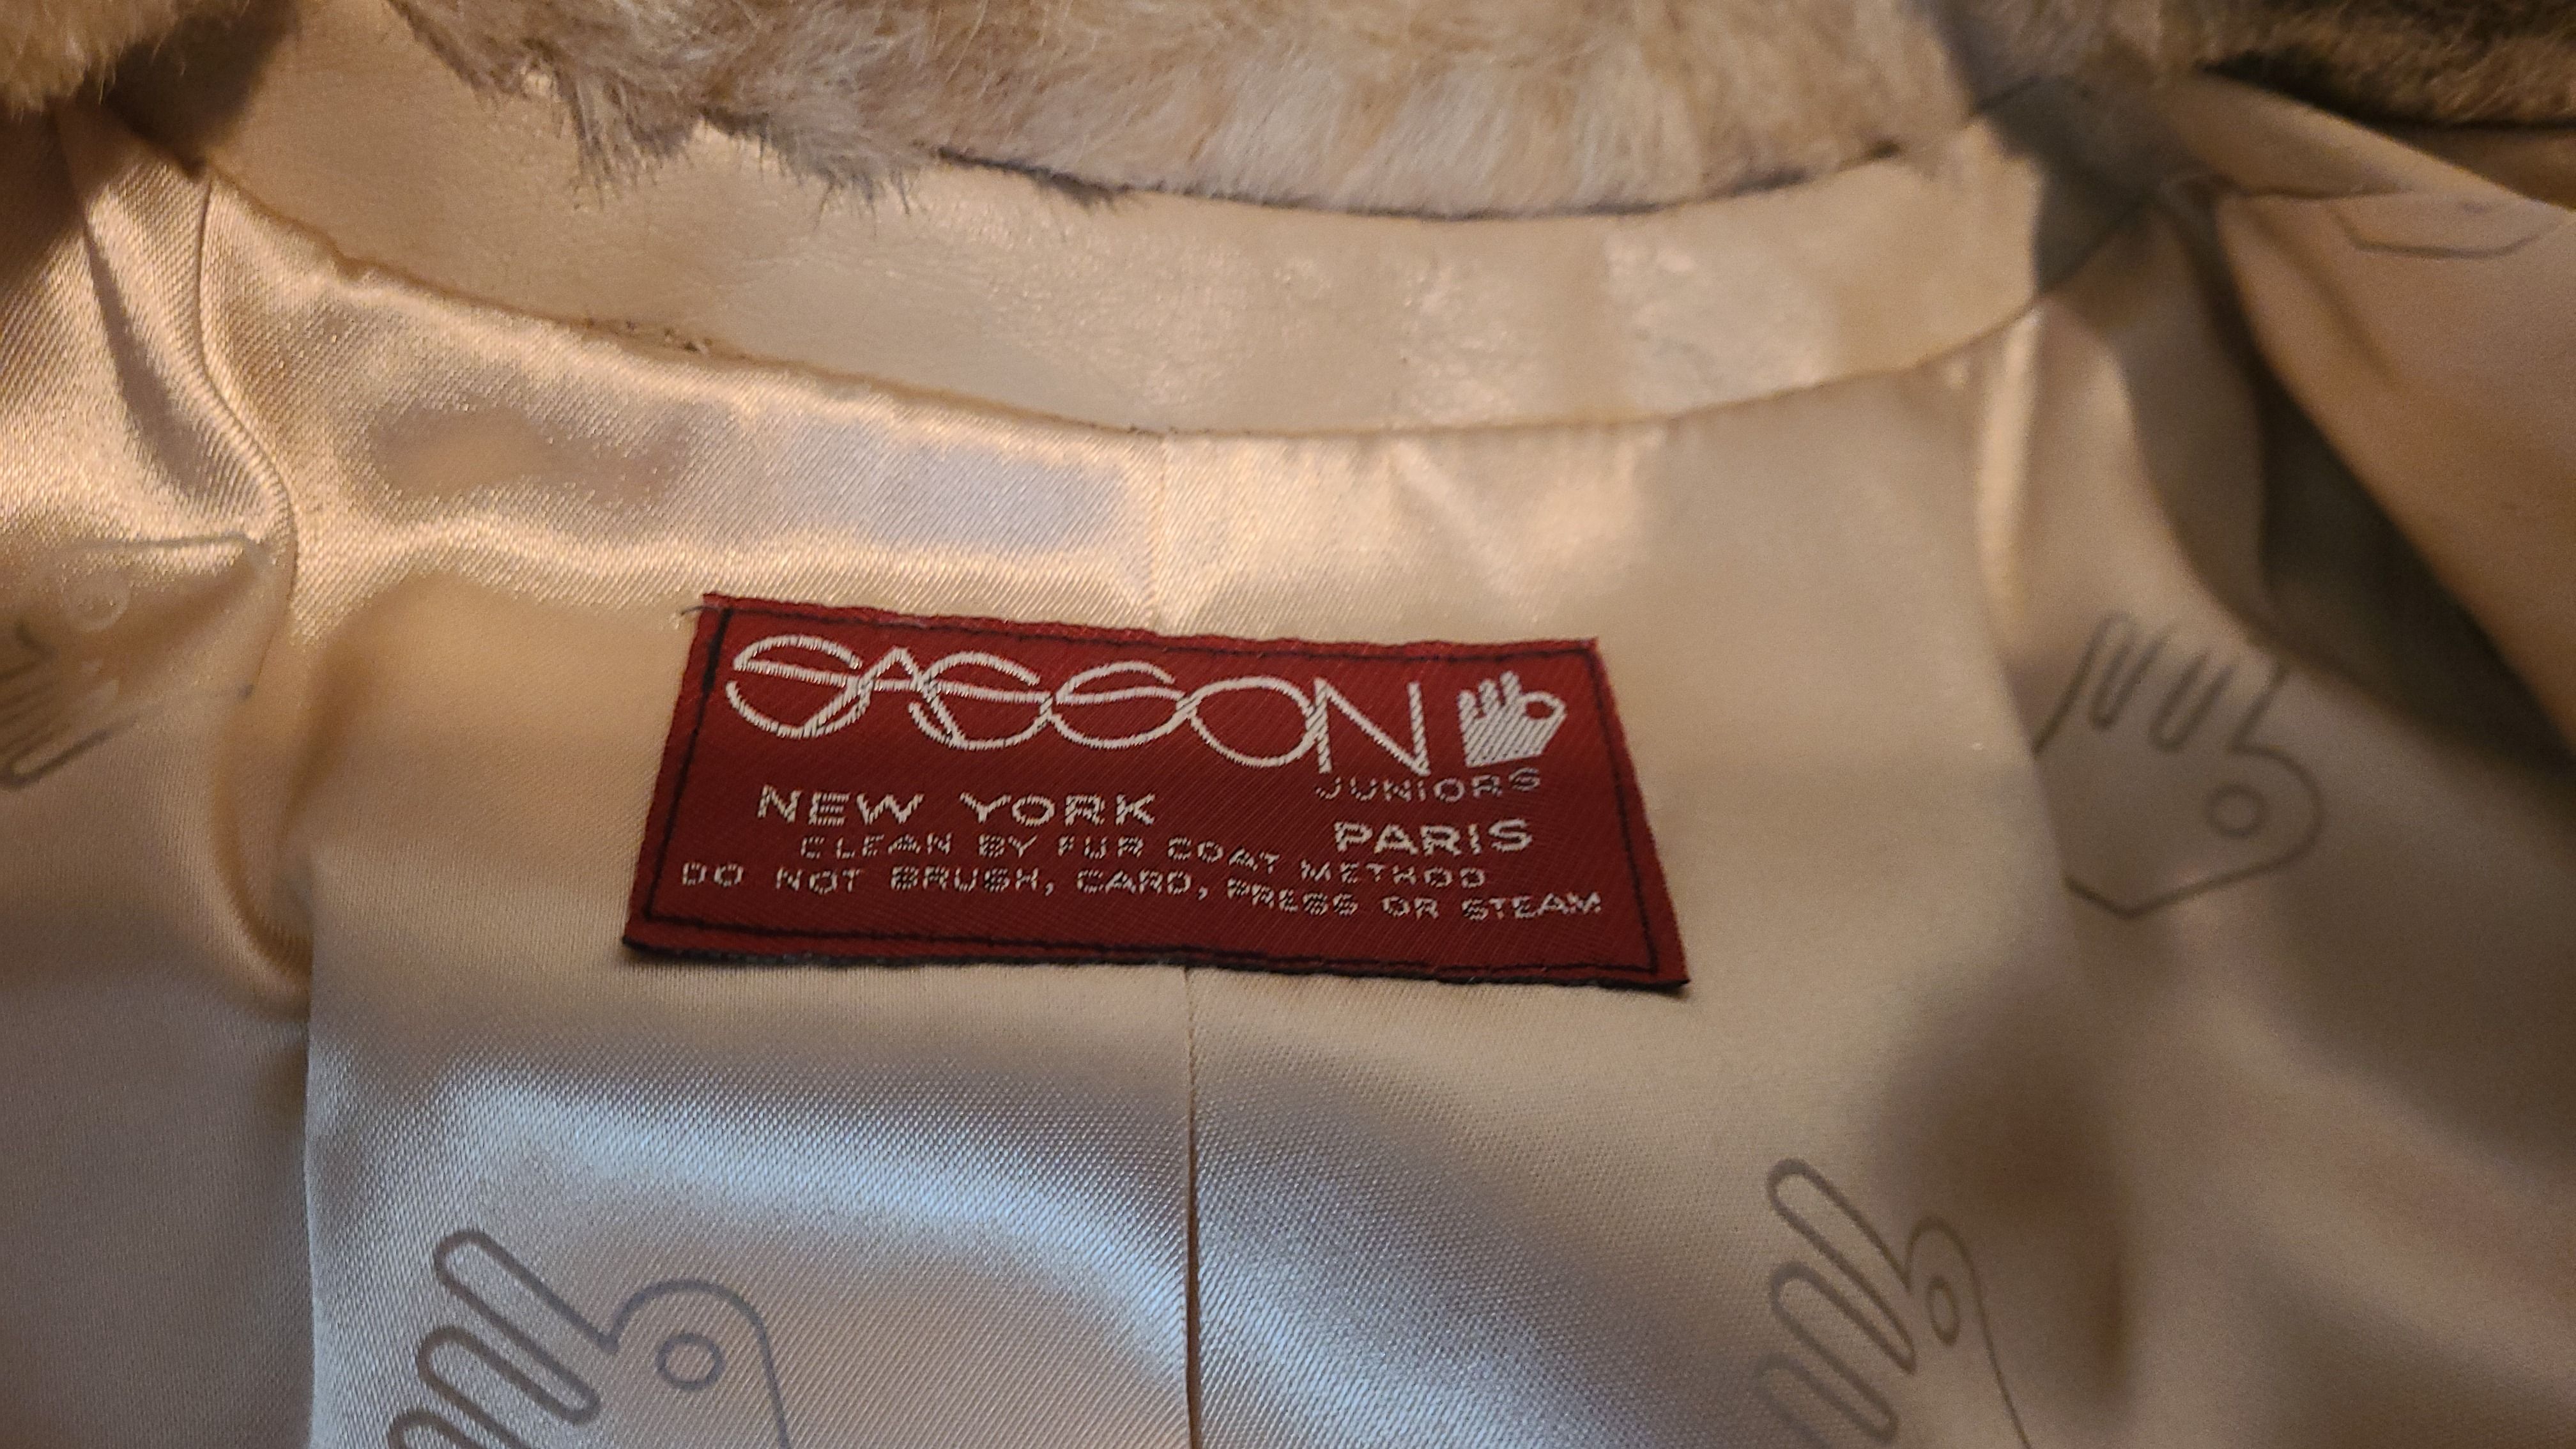 SASSON
JUNIORS
NEW YORK PARIS
CLEAN BY FUR COAT METHOD
DO NOT BRUSH, CARD, PRESS OR STEAM